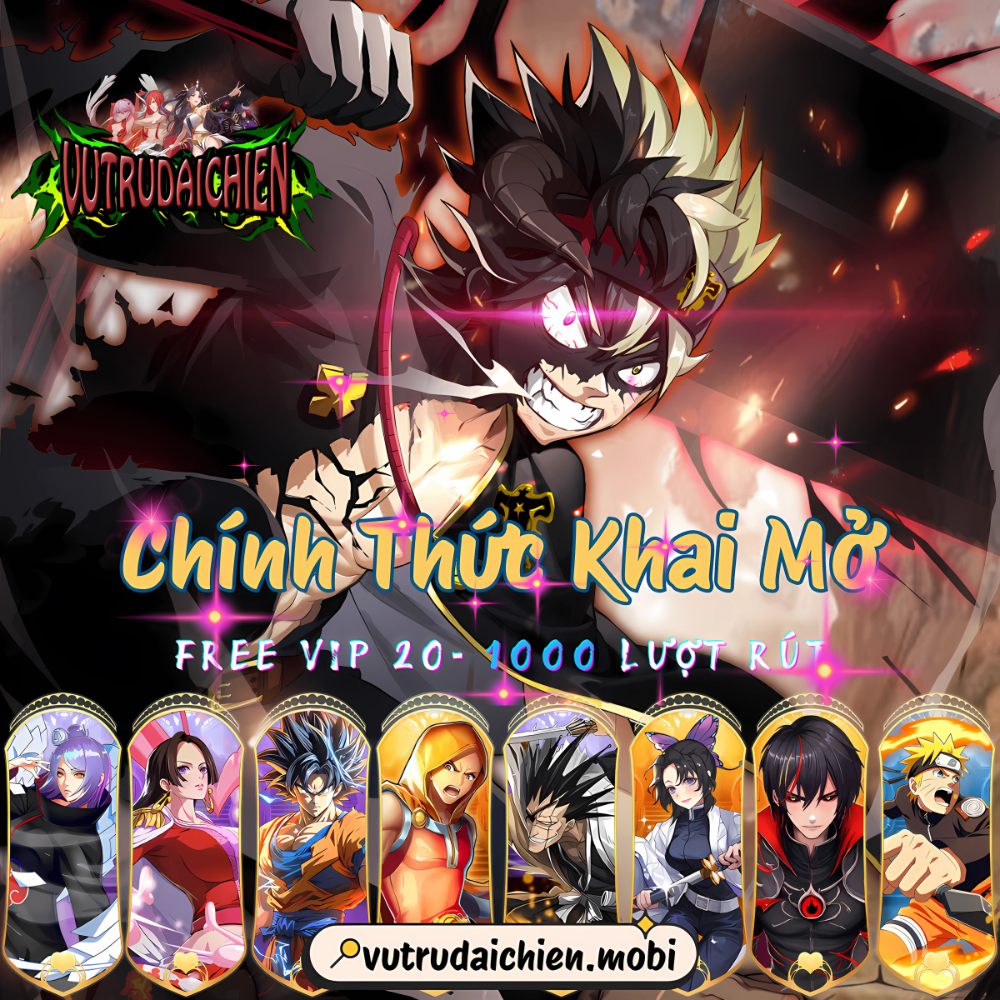 VUTRUDAICHIEN
Chính Thức Khai Mở
FREE VIP 20- 1000 LƯỢT RÚT
vutrudaichien.mobi